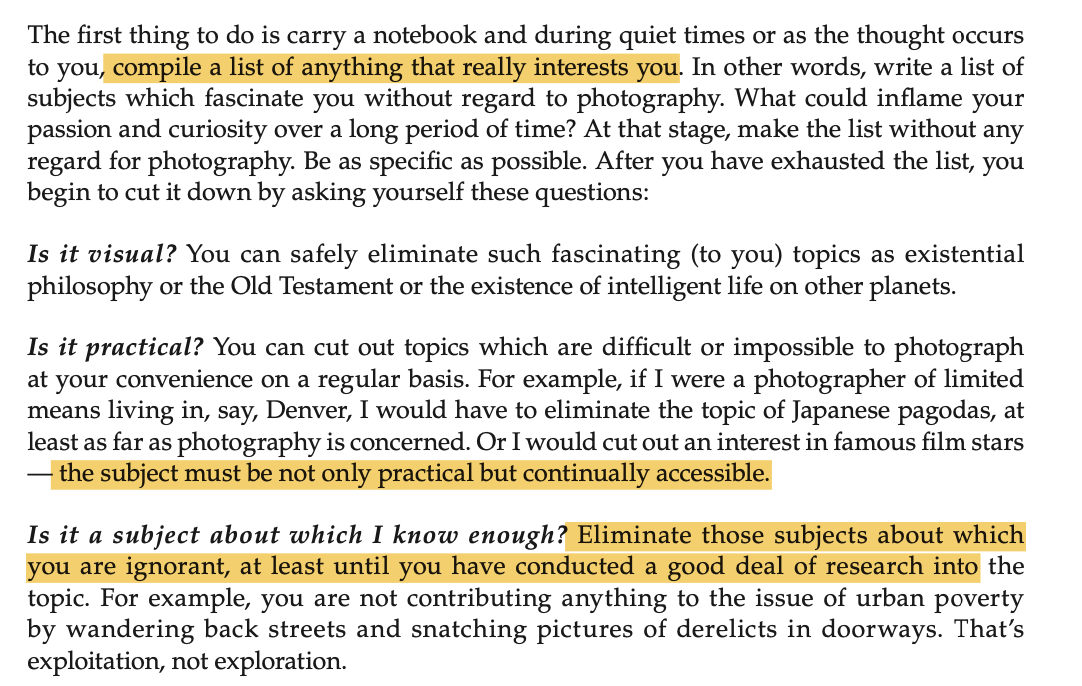 The first thing to do is carry a notebook and during quiet times or as the thought occurs
to you, compile a list of anything that really interests you. In other words, write a list of
subjects which fascinate you without regard to photography. What could inflame your
passion and curiosity over a long period of time? At that stage, make the list without any
regard for photography. Be as specific as possible. After you have exhausted the list, you
begin to cut it down by asking yourself these questions:
Is it visual? You can safely eliminate such fascinating (to you) topics as existential
philosophy or the Old Testament or the existence of intelligent life on other planets.
Is it practical? You can cut out topics which are difficult or impossible to photograph
at your convenience on a regular basis. For example, if I were a photographer of limited
means living in, say, Denver, I would have to eliminate the topic of Japanese pagodas, at
least as far as photography is concerned. Or I would cut out an interest in famous film stars
— the subject must be not only practical but continually accessible.
Is it a subject about which I know enough? Eliminate those subjects about which
you are ignorant, at least until you have conducted a good deal of research into the
topic. For example, you are not contributing anything to the issue of urban poverty
by wandering back streets and snatching pictures of derelicts in doorways. That's
exploitation, not exploration.